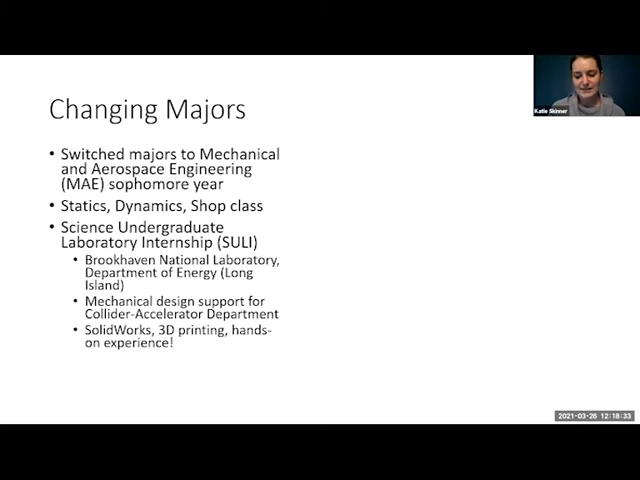 Changing Majors
• Switched majors to Mechanical
and Aerospace Engineering
(MAE) sophomore year
• Statics, Dynamics, Shop class
• Science Undergraduate
Laboratory Internship (SULI)
• Brookhaven National Laboratory,
Department of Energy (Long
Island)
• Mechanical design support for
Collider-Accelerator Department
• SolidWorks, 3D printing, hands-
on experience!
Katie Skinner
2021-03-26 12:18:33